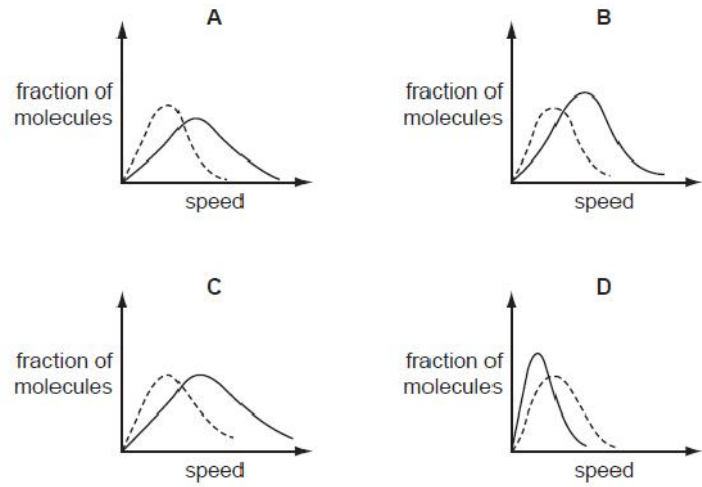 A
fraction of
molecules
speed
B
fraction of
molecules
speed
C
fraction of
molecules
speed
D
fraction of
molecules
speed